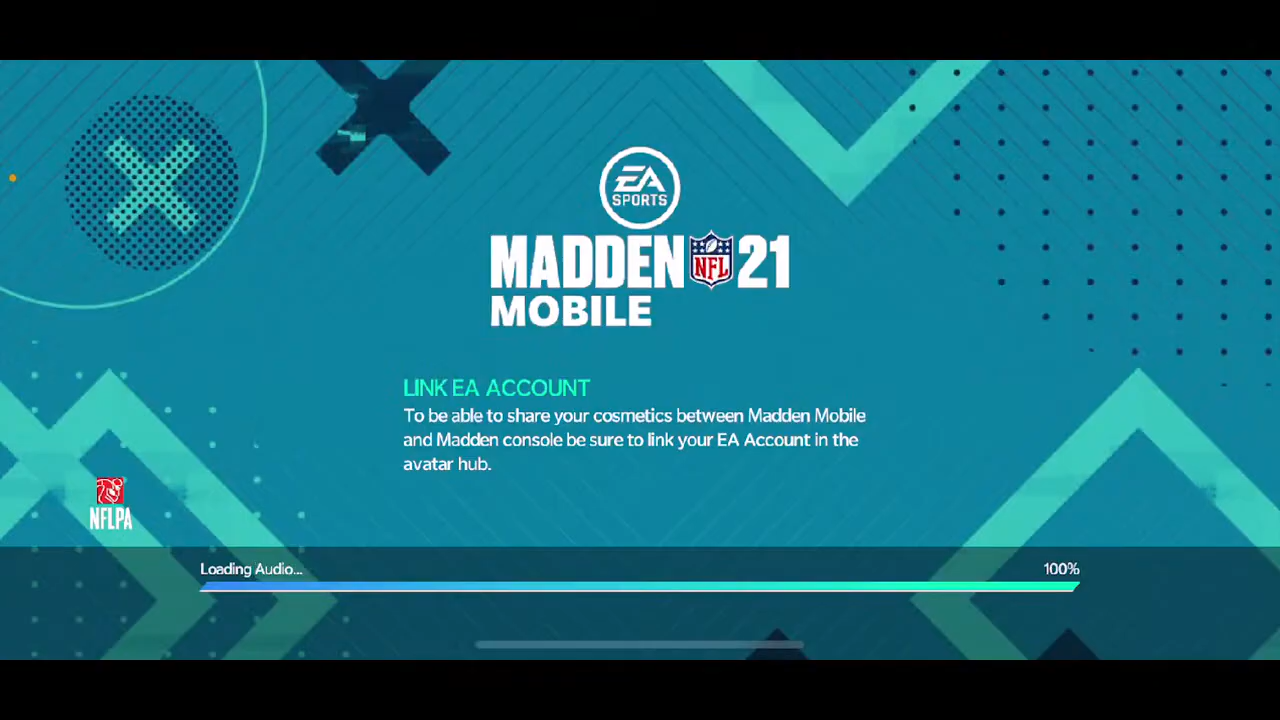 EA
SPORTS
MADDEN NFL 21
MOBILE
LINK EA ACCOUNT
To be able to share your cosmetics between Madden Mobile
and Madden console be sure to link your EA Account in the
avatar hub.
NFLPA
Loading Audio... 100%